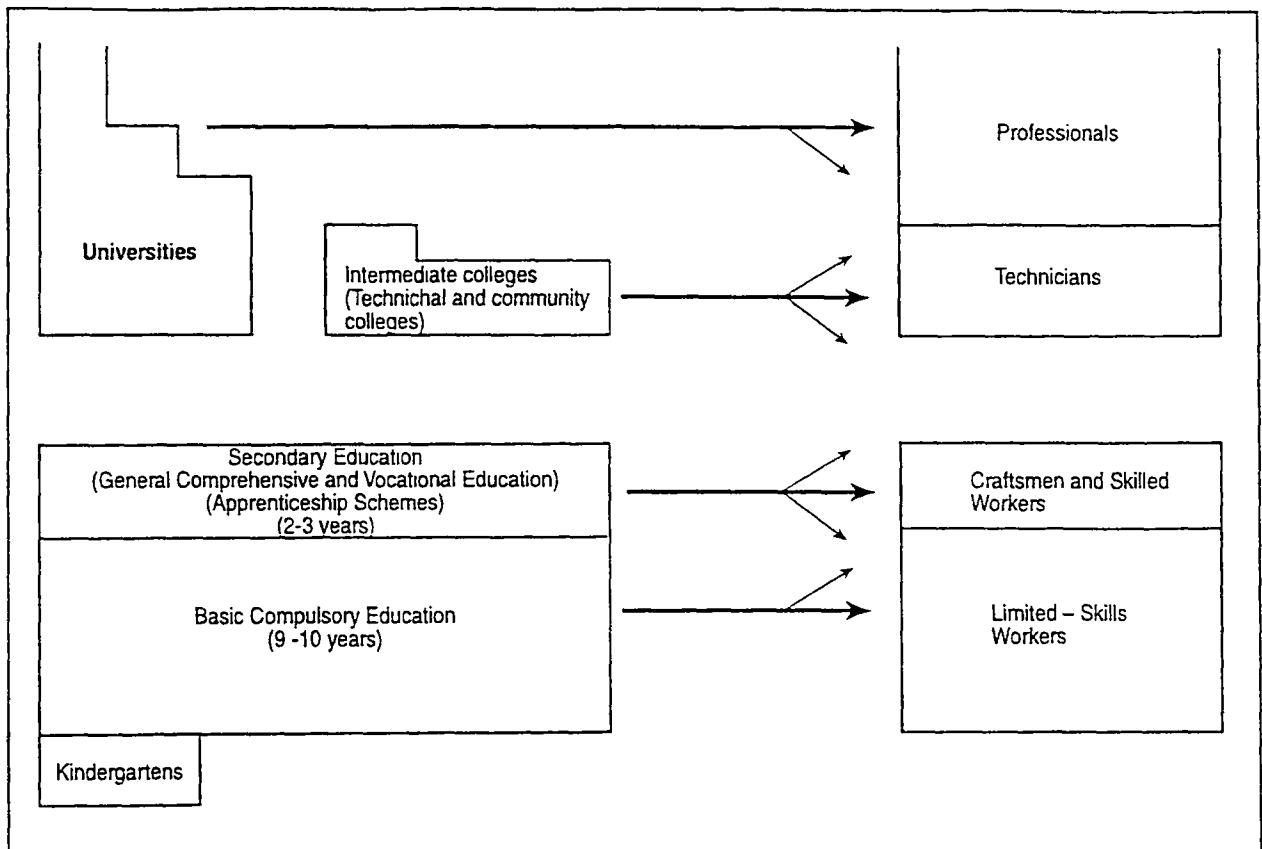 Professionals
Universities
Intermediate colleges
(Technichal and community
colleges)
Technicians
Secondary Education
(General Comprehensive and Vocational Education)
(Apprenticeship Schemes)
(2-3 years)
Craftsmen and Skilled
Workers
Basic Compulsory Education
(9 -10 years)
Limited – Skills
Workers
Kindergartens